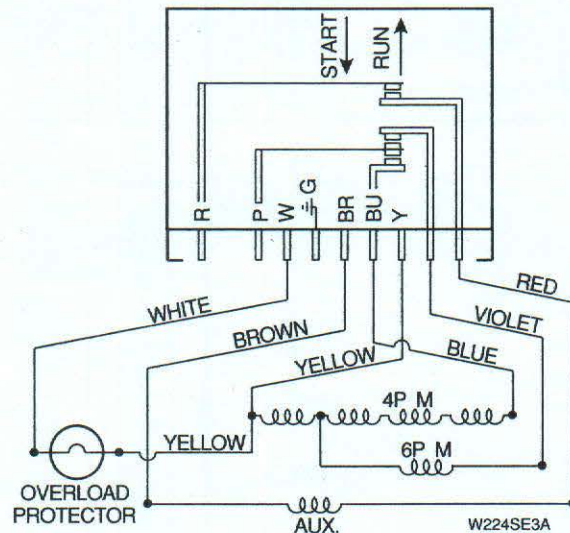 START
RUN
R
P
W
G
BR
BU
Y
RED
WHITE
VIOLET
BROWN
YELLOW
BLUE
4P M
YELLOW
6P M
OVERLOAD
PROTECTOR
AUX.
W224SE3A